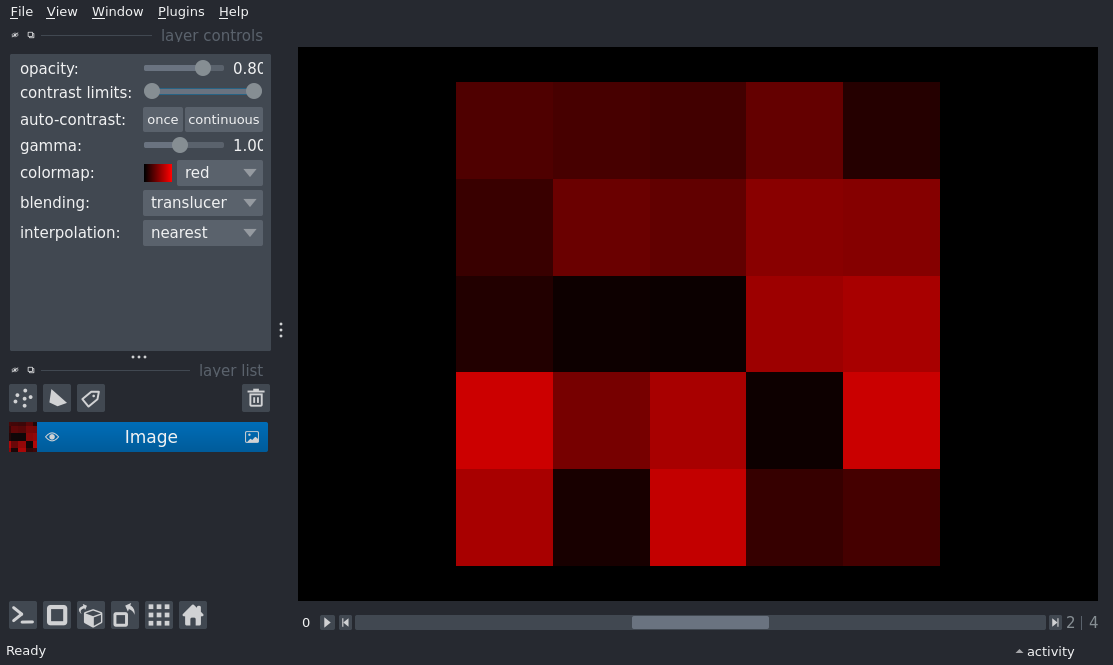 File View Window Plugins Help
layer controls
opacity: 0.80
contrast limits:
auto-contrast: once continuous
gamma: 1.00
colormap: red
blending: translucer
interpolation: nearest
layer list
Image
0 2 | 4
Ready activity